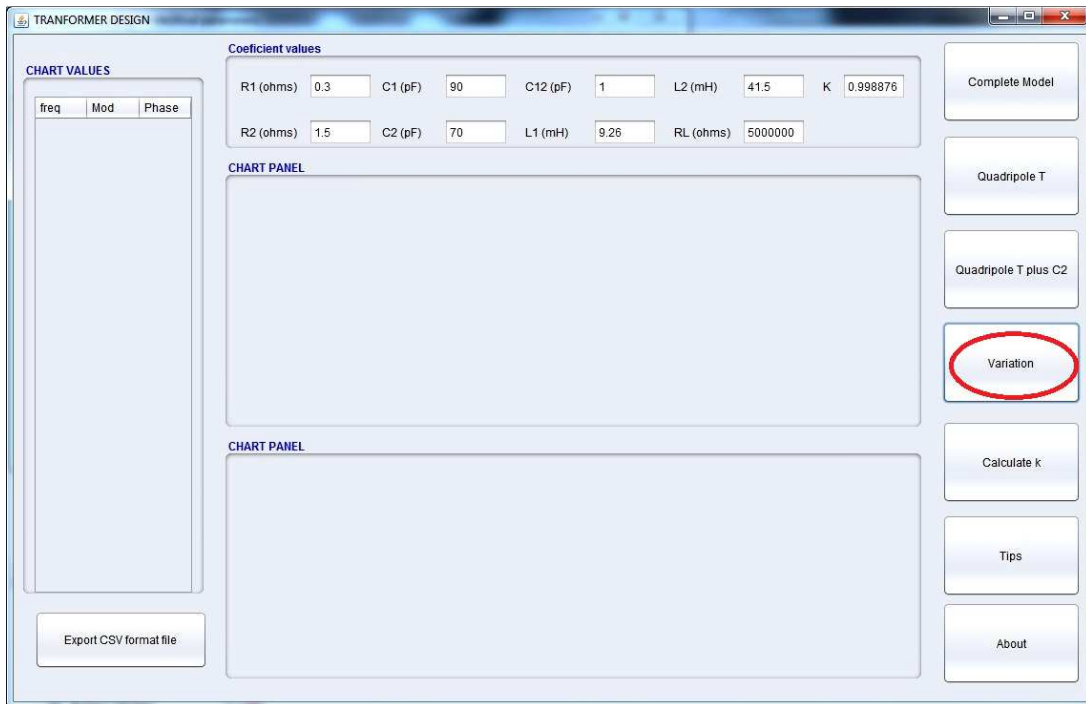 TRANFORMER DESIGN
CHART VALUES
freq Mod Phase
Export CSV format file
Coeficient values
R1 (ohms) 0.3 C1 (pF) 90 C12 (pF) 1 L2 (mH) 41.5 K 0.998876
R2 (ohms) 1.5 C2 (pF) 70 L1 (mH) 9.26 RL (ohms) 5000000
CHART PANEL
CHART PANEL
Complete Model
Quadripole T
Quadripole T plus C2
Variation
Calculate k
Tips
About